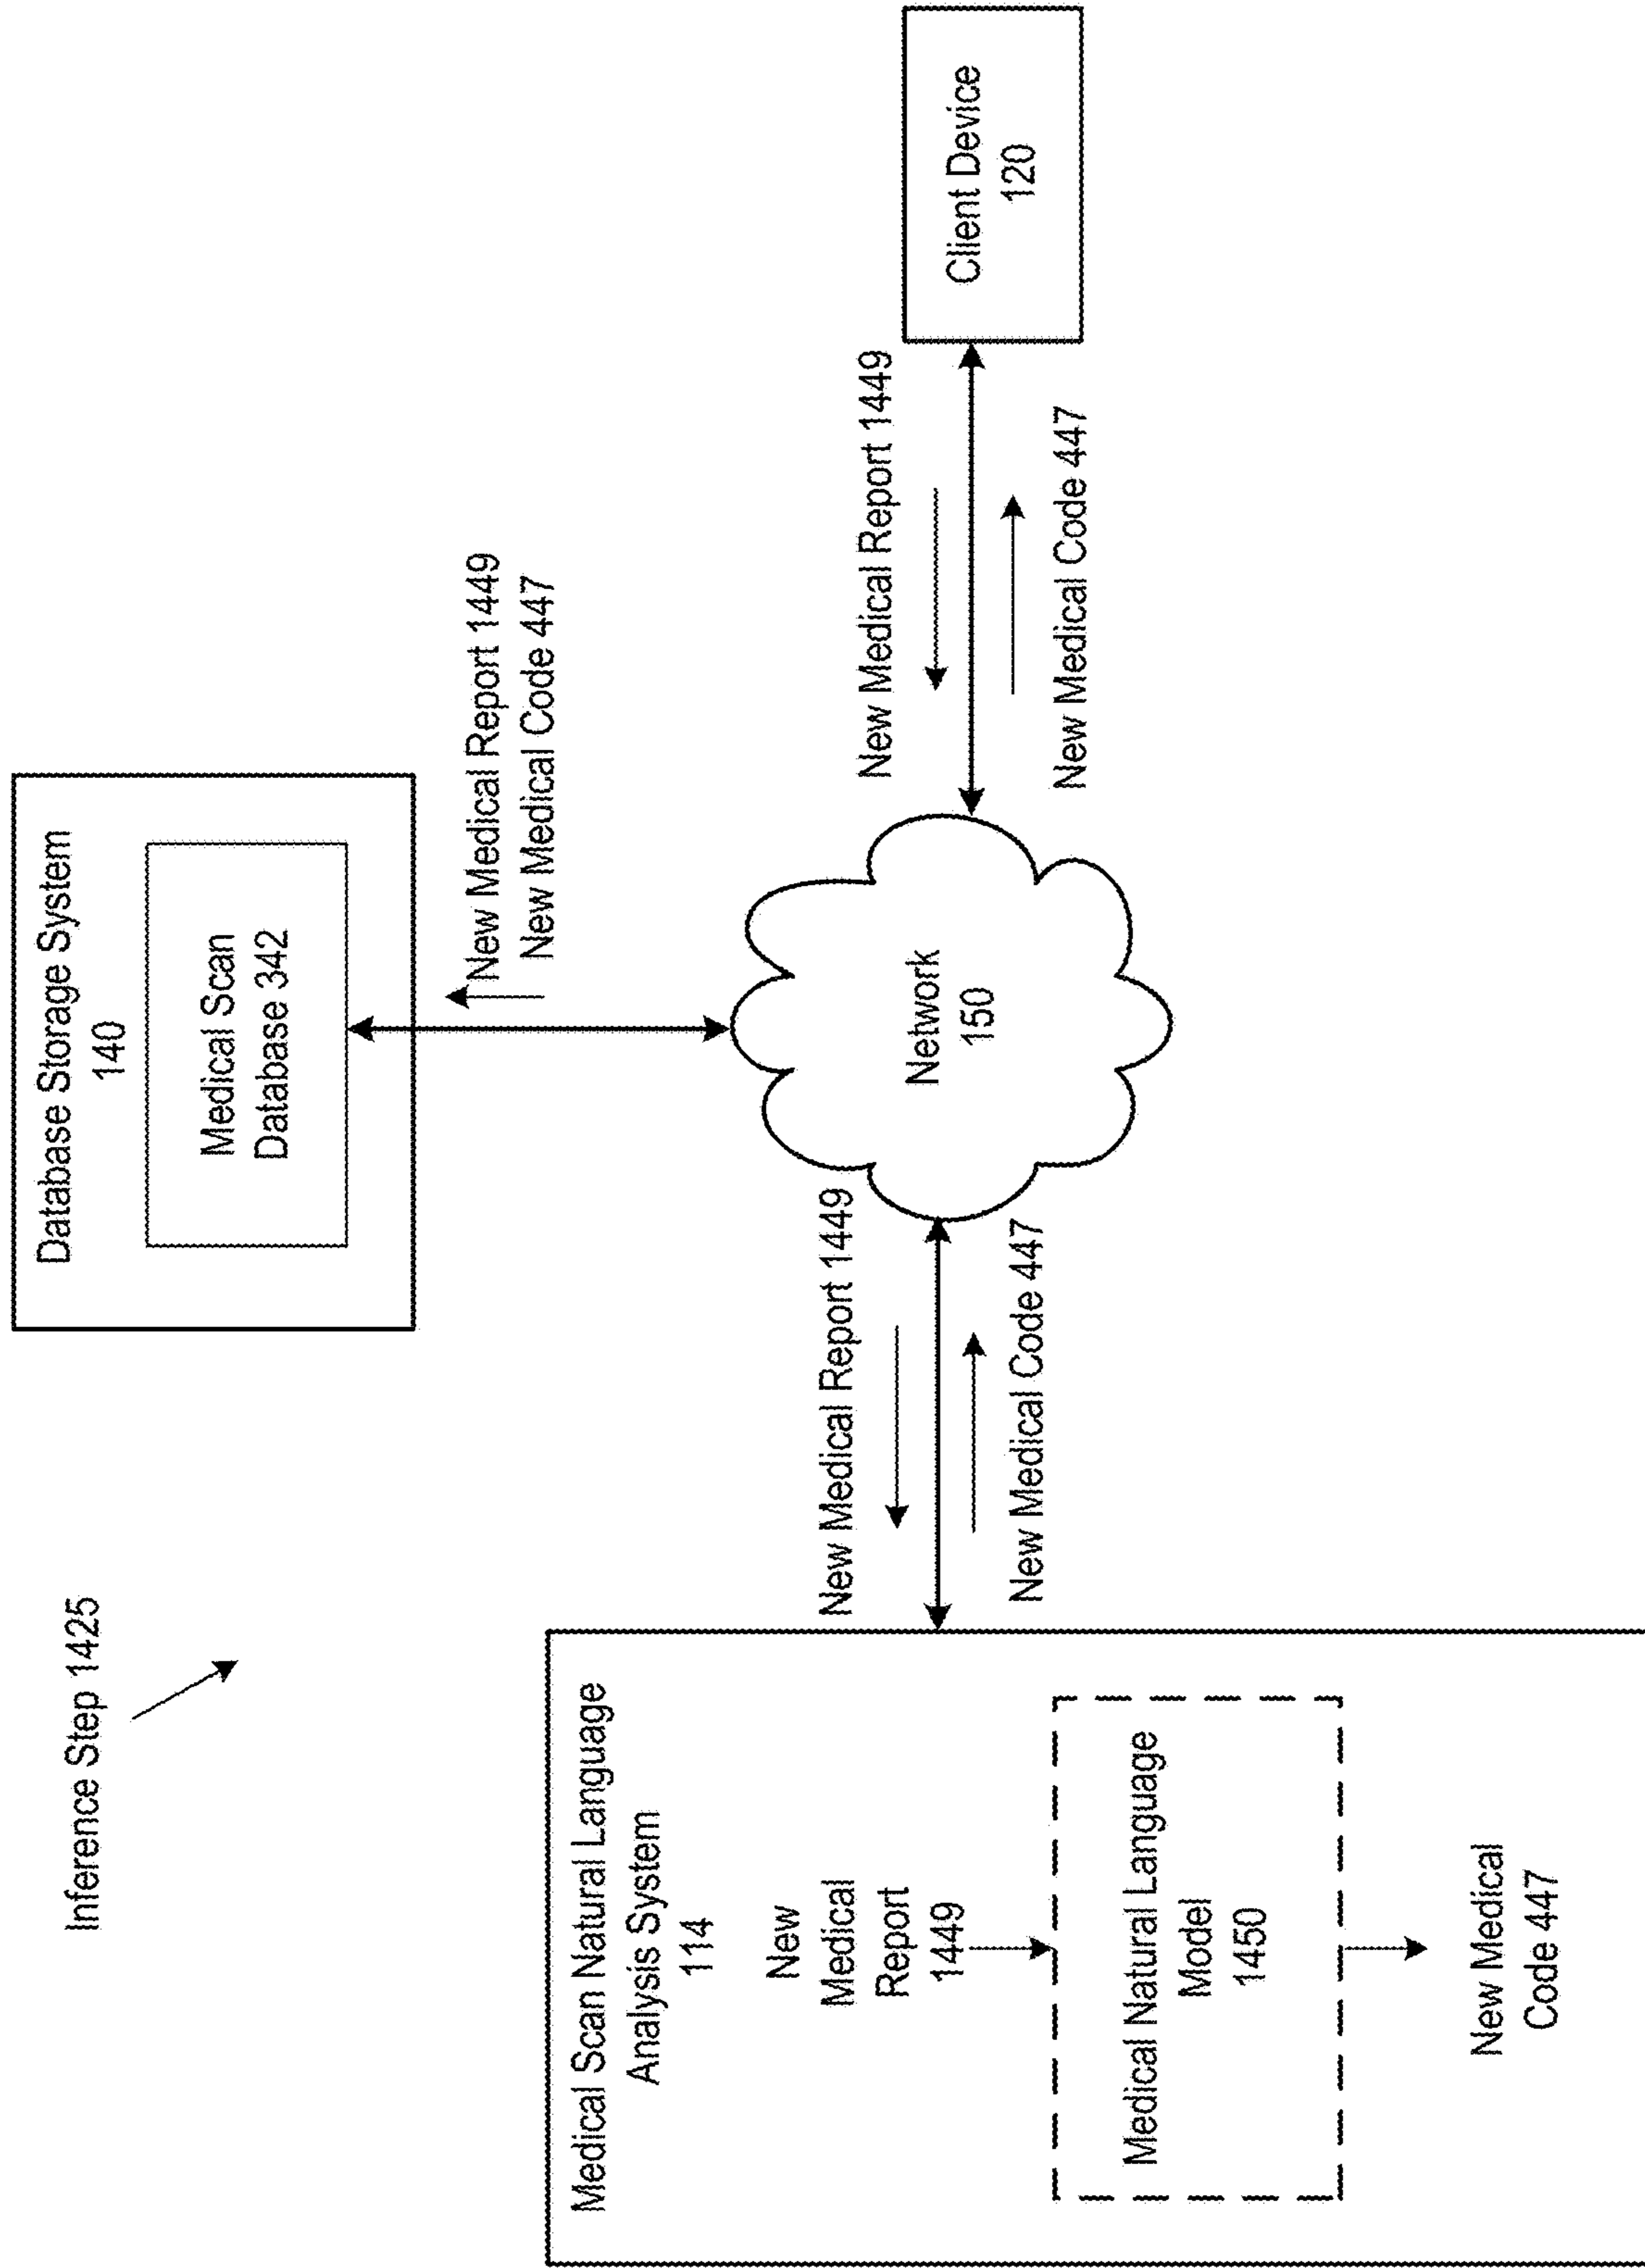 Inference Step 1425
Database Storage System
140
Medical Scan
Database 342
New Medical Report 1449
New Medical Code 447
Medical Scan Natural Language
Analysis System
114
New
Medical
Report
1449
Medical Natural Language
Model
1450
New Medical
Code 447
New Medical Report 1449
New Medical Code 447
Network
150
New Medical Report 1449
New Medical Code 447
Client Device
120